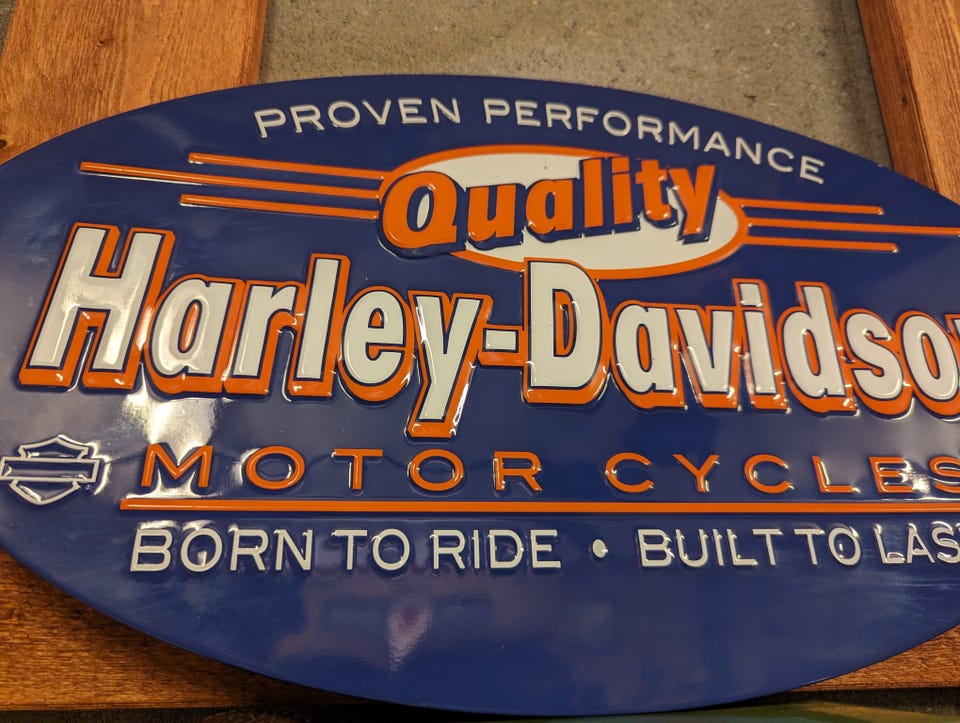 PROVEN PERFORMANCE
Quality
Harley-Davidso
MOTOR CYCLES
BORN TO RIDE • BUILT TO LAS